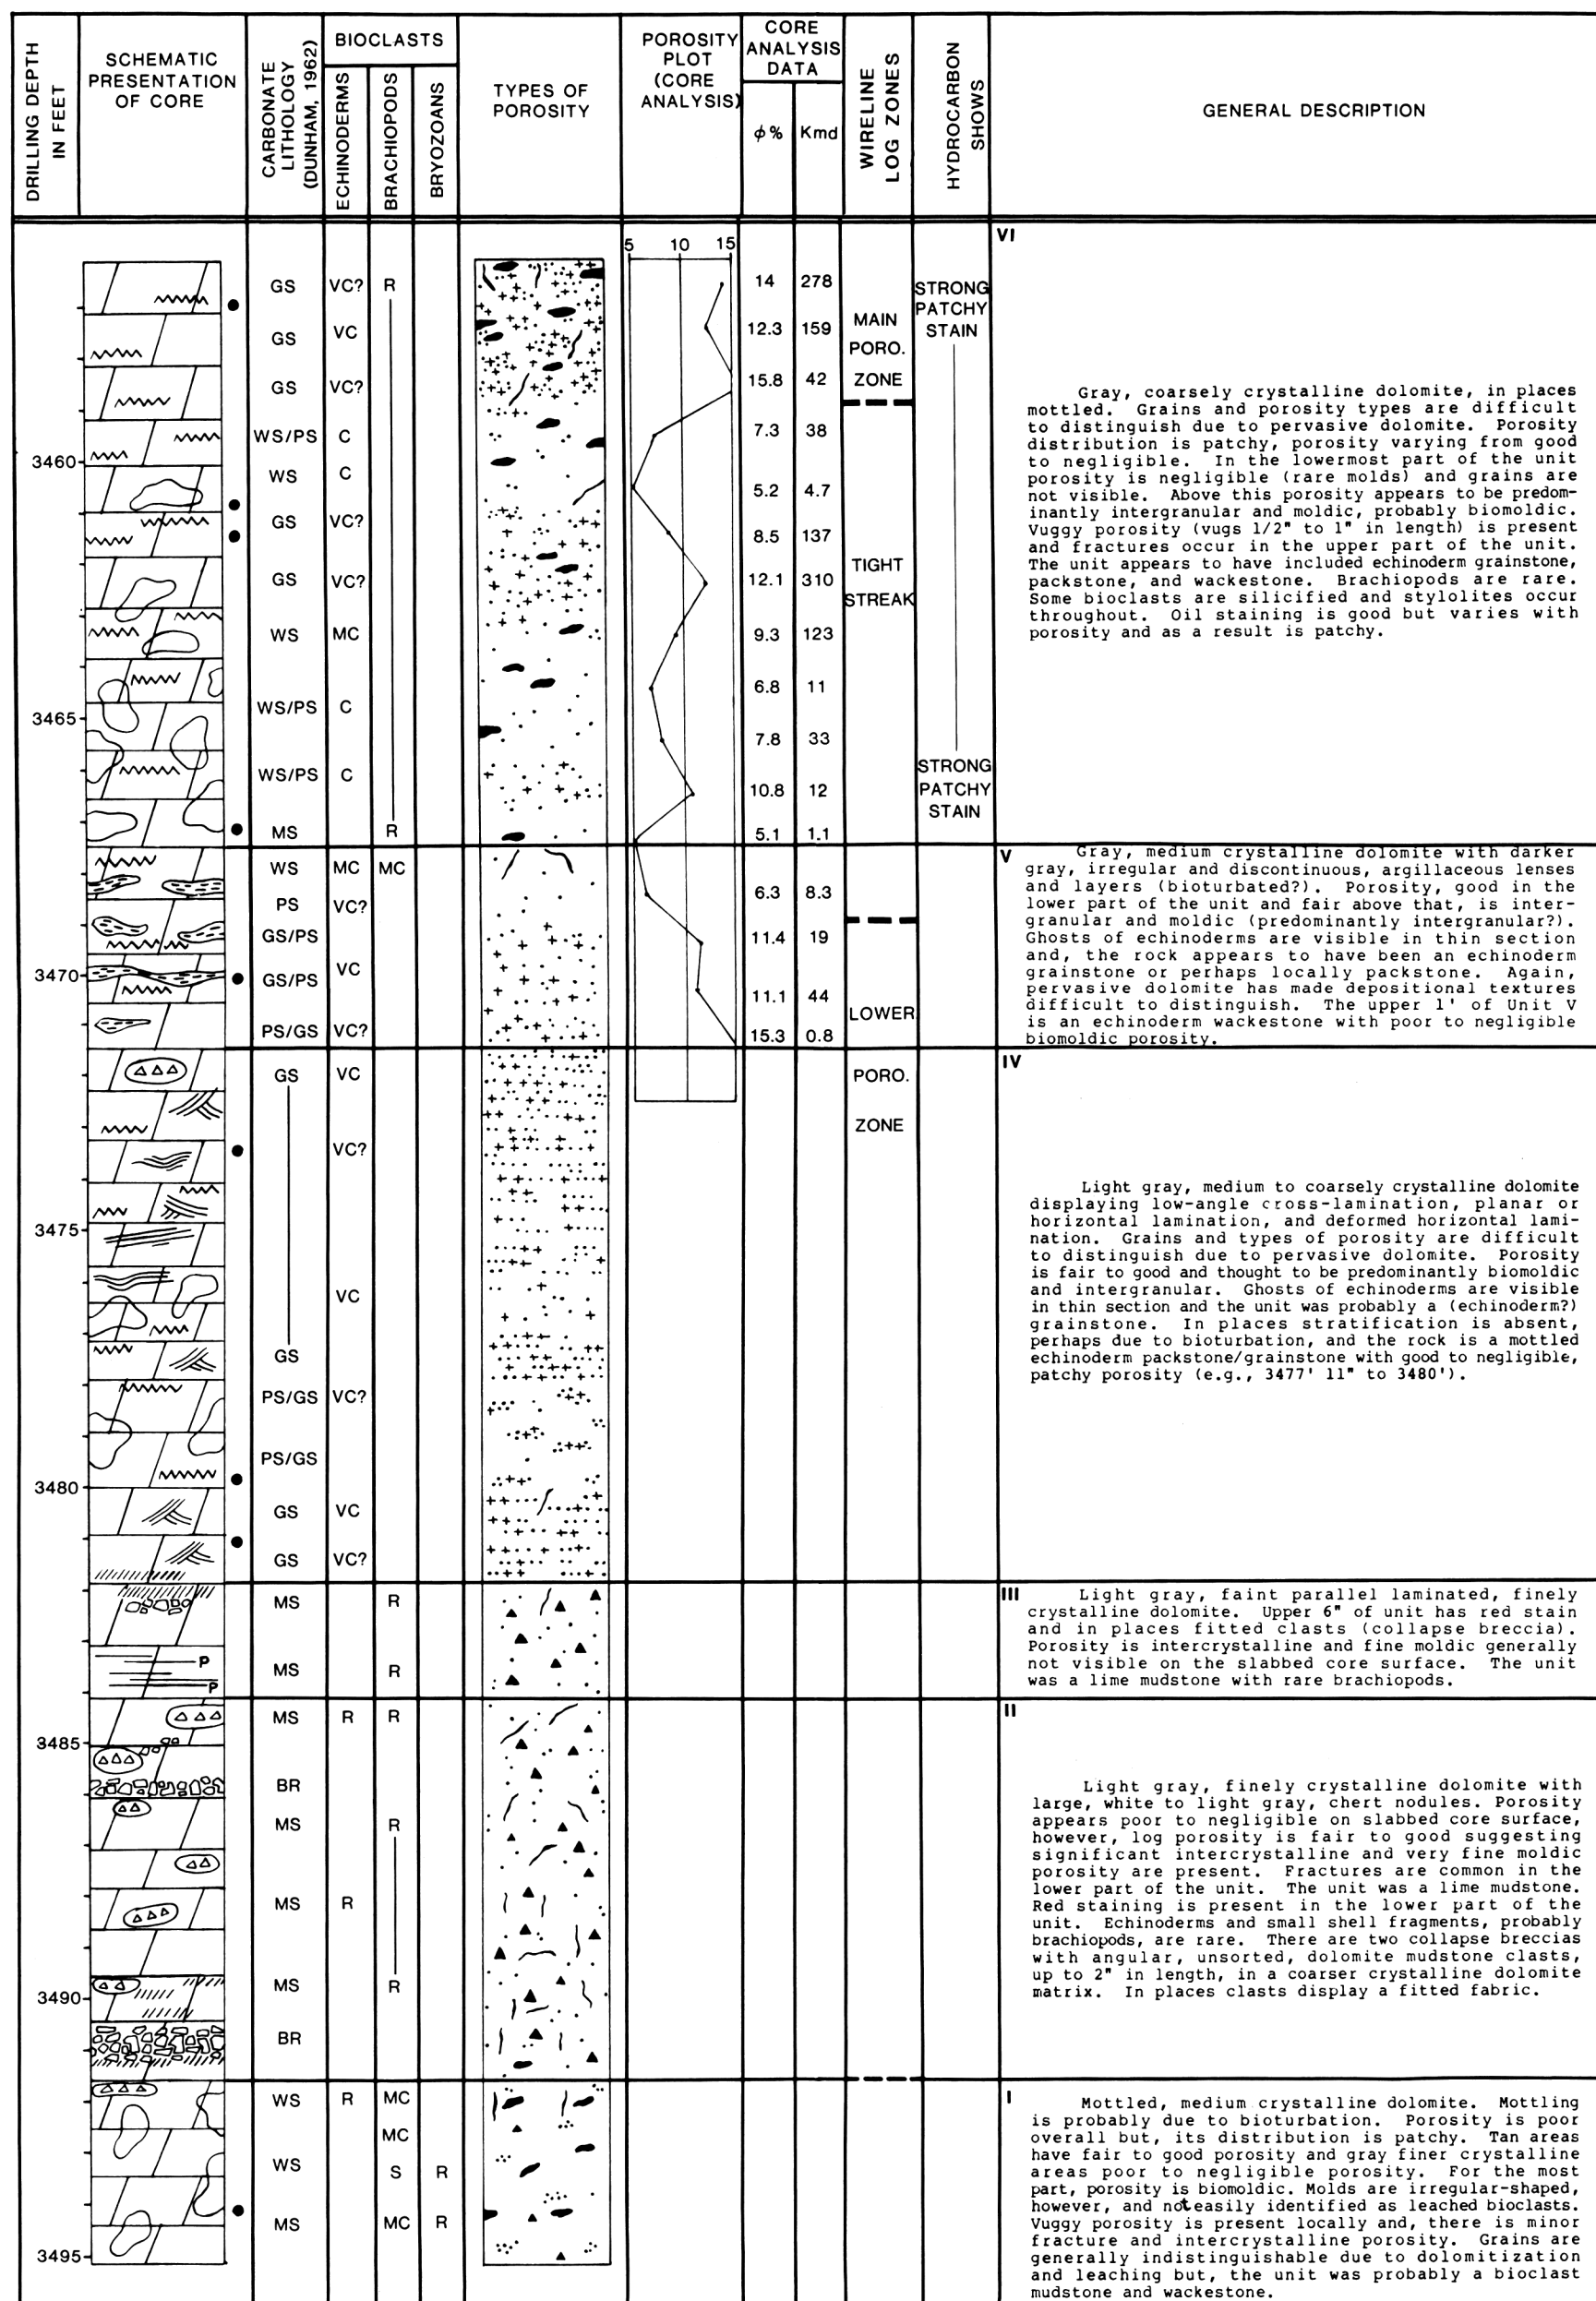 DRILLING DEPTH
IN FEET
SCHEMATIC
PRESENTATION
OF CORE
CARBONATE
LITHOLOGY
(DUNHAM, 1962)
BIOCLASTS
ECHINODERMS
BRACHIOPODS
BRYOZOANS
TYPES OF
POROSITY
POROSITY
PLOT
(CORE
ANALYSIS)
CORE
ANALYSIS
DATA
ϕ%
Kmd
WIRELINE
LOG ZONES
HYDROCARBON
SHOWS
GENERAL DESCRIPTION
5 10 15
3460
3465
3470
3475
3480
3485
3490
3495
GS VC? R 14 278
GS VC 12.3 159
GS VC? 15.8 42
WS/PS C 7.3 38
WS C 5.2 4.7
GS VC? 8.5 137
GS VC? 12.1 310
WS MC 9.3 123
6.8 11
WS/PS C
7.8 33
WS/PS C 10.8 12
MS R 5.1 1.1
WS MC MC
PS VC? 6.3 8.3
GS/PS 11.4 19
GS/PS VC 11.1 44
PS/GS VC? 15.3 0.8
GS VC
VC?
VC
GS
PS/GS VC?
PS/GS
GS VC
GS VC?
MS R
P
MS R
P
MS R R
BR
MS R
MS R
MS R
BR
WS R MC
MC
WS S R
MS MC R
MAIN
PORO.
ZONE
TIGHT
STREAK
LOWER
PORO.
ZONE
STRONG
PATCHY
STAIN
STRONG
PATCHY
STAIN
VI
Gray, coarsely crystalline dolomite, in places
mottled. Grains and porosity types are difficult
to distinguish due to pervasive dolomite. Porosity
distribution is patchy, porosity varying from good
to negligible. In the lowermost part of the unit
porosity is negligible (rare molds) and grains are
not visible. Above this porosity appears to be predom-
inantly intergranular and moldic, probably biomoldic.
Vuggy porosity (vugs 1/2" to 1" in length) is present
and fractures occur in the upper part of the unit.
The unit appears to have included echinoderm grainstone,
packstone, and wackestone. Brachiopods are rare.
Some bioclasts are silicified and stylolites occur
throughout. Oil staining is good but varies with
porosity and as a result is patchy.
V
Gray, medium crystalline dolomite with darker
gray, irregular and discontinuous, argillaceous lenses
and layers (bioturbated?). Porosity, good in the
lower part of the unit and fair above that, is inter-
granular and moldic (predominantly intergranular?).
Ghosts of echinoderms are visible in thin section
and, the rock appears to have been an echinoderm
grainstone or perhaps locally packstone. Again,
pervasive dolomite has made depositional textures
difficult to distinguish. The upper 1' of Unit V
is an echinoderm wackestone with poor to negligible
biomoldic porosity.
IV
Light gray, medium to coarsely crystalline dolomite
displaying low-angle cross-lamination, planar or
horizontal lamination, and deformed horizontal lami-
nation. Grains and types of porosity are difficult
to distinguish due to pervasive dolomite. Porosity
is fair to good and thought to be predominantly biomoldic
and intergranular. Ghosts of echinoderms are visible
in thin section and the unit was probably a (echinoderm?)
grainstone. In places stratification is absent,
perhaps due to bioturbation, and the rock is a mottled
echinoderm packstone/grainstone with good to negligible,
patchy porosity (e.g., 3477' 11" to 3480').
III
Light gray, faint parallel laminated, finely
crystalline dolomite. Upper 6" of unit has red stain
and in places fitted clasts (collapse breccia).
Porosity is intercrystalline and fine moldic generally
not visible on the slabbed core surface. The unit
was a lime mudstone with rare brachiopods.
II
Light gray, finely crystalline dolomite with
large, white to light gray, chert nodules. Porosity
appears poor to negligible on slabbed core surface,
however, log porosity is fair to good suggesting
significant intercrystalline and very fine moldic
porosity are present. Fractures are common in the
lower part of the unit. The unit was a lime mudstone.
Red staining is present in the lower part of the
unit. Echinoderms and small shell fragments, probably
brachiopods, are rare. There are two collapse breccias
with angular, unsorted, dolomite mudstone clasts,
up to 2" in length, in a coarser crystalline dolomite
matrix. In places clasts display a fitted fabric.
I
Mottled, medium crystalline dolomite. Mottling
is probably due to bioturbation. Porosity is poor
overall but, its distribution is patchy. Tan areas
have fair to good porosity and gray finer crystalline
areas poor to negligible porosity. For the most
part, porosity is biomoldic. Molds are irregular-shaped,
however, and not easily identified as leached bioclasts.
Vuggy porosity is present locally and, there is minor
fracture and intercrystalline porosity. Grains are
generally indistinguishable due to dolomitization
and leaching but, the unit was probably a bioclast
mudstone and wackestone.